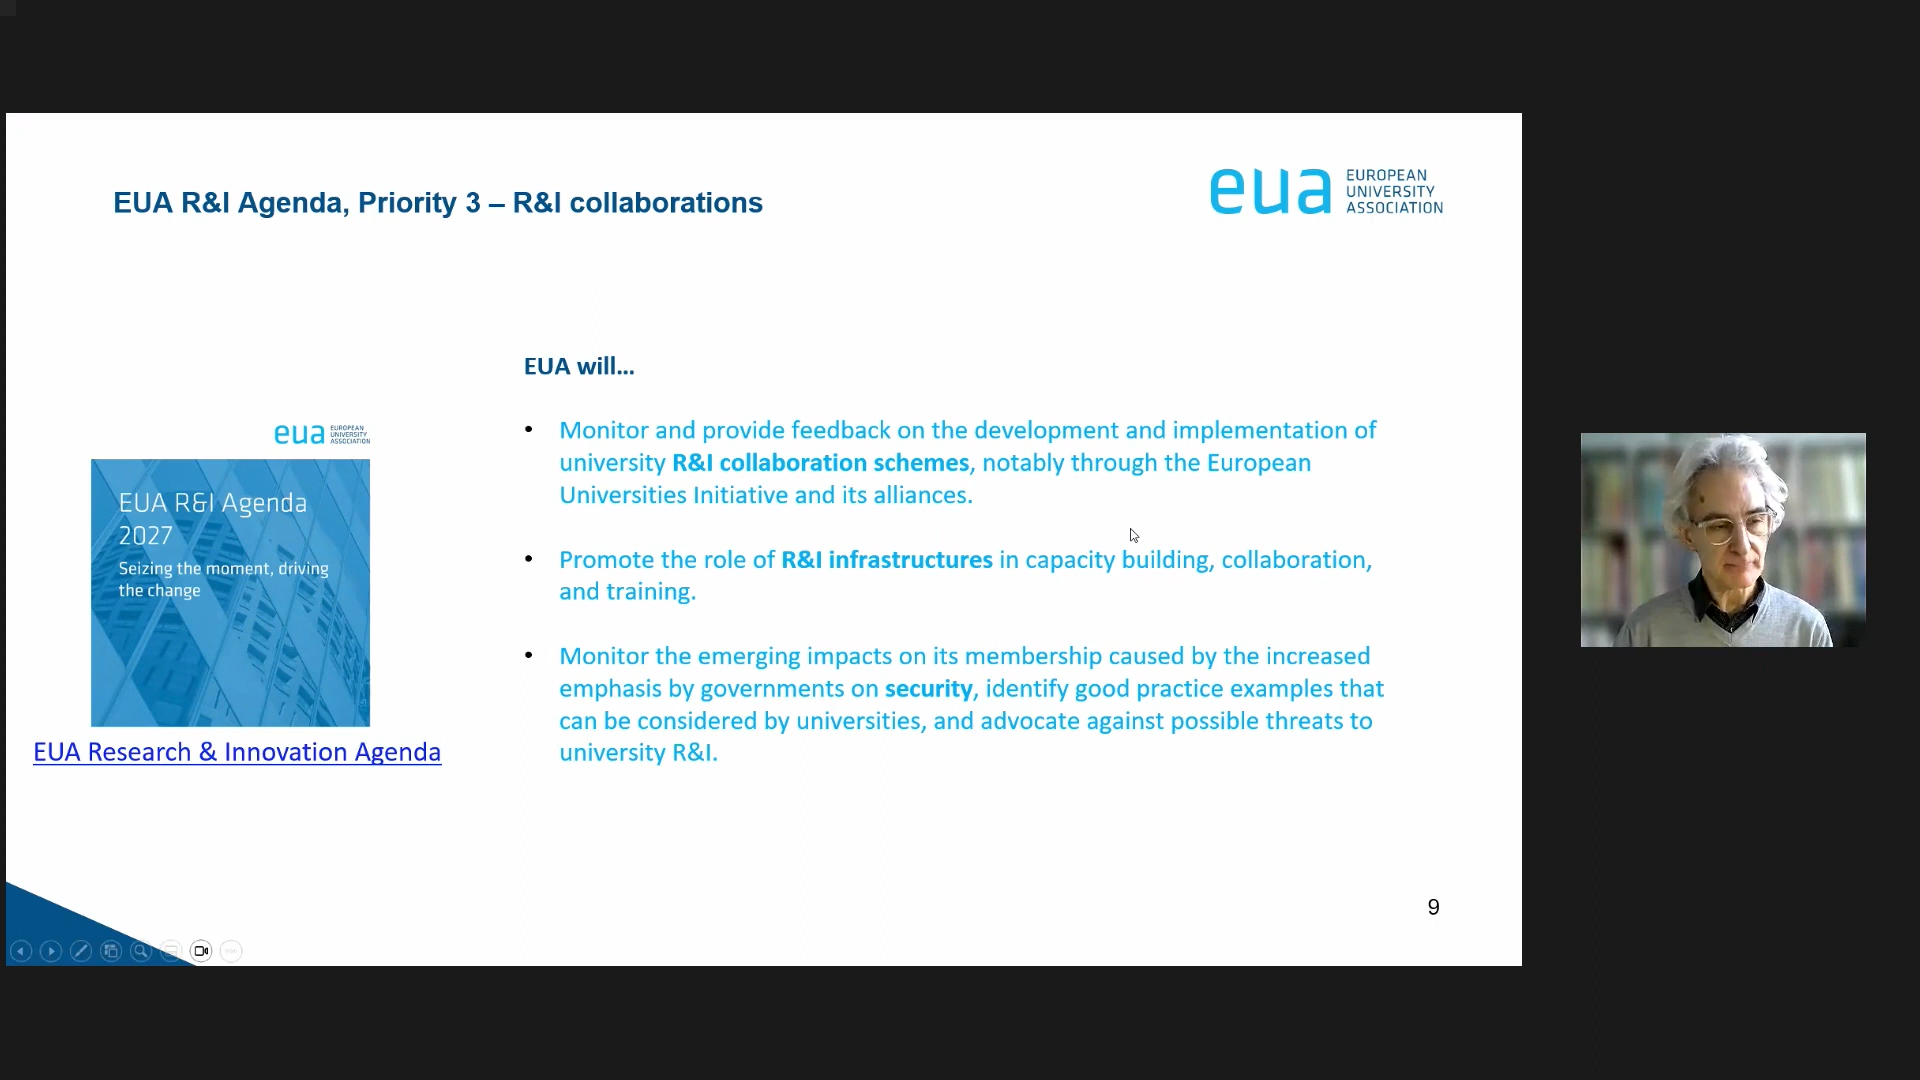 EUA R&I Agenda, Priority 3 – R&I collaborations
eua
EUROPEAN
UNIVERSITY
ASSOCIATION
EUA will...
• Monitor and provide feedback on the development and implementation of
university R&I collaboration schemes, notably through the European
Universities Initiative and its alliances.
• Promote the role of R&I infrastructures in capacity building, collaboration,
and training.
• Monitor the emerging impacts on its membership caused by the increased
emphasis by governments on security, identify good practice examples that
can be considered by universities, and advocate against possible threats to
university R&I.
eua
EUROPEAN
UNIVERSITY
ASSOCIATION
EUA R&I Agenda
2027
Seizing the moment, driving
the change
EUA Research & Innovation Agenda
9